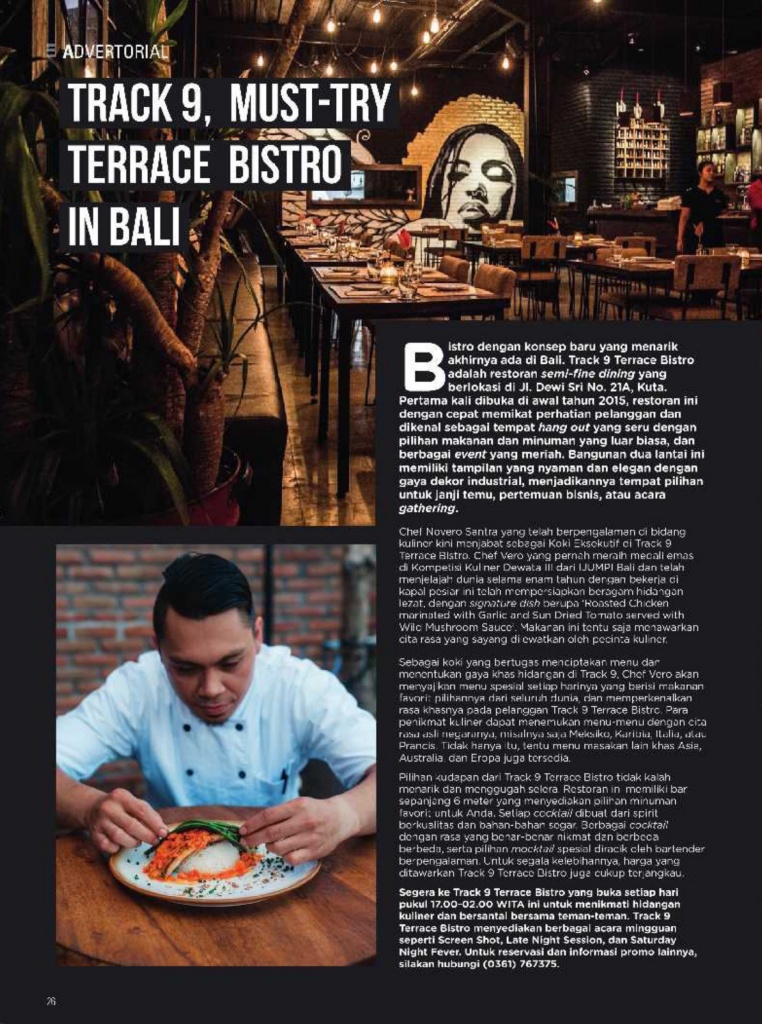 ADVERTORIAL
TRACK 9, MUST-TRY
TERRACE BISTRO
IN BALI
Bistro dengan konsep baru yang menarik
akhirnya ada di Bali. Track 9 Terrace Bistro
adalah restoran semi-fine dining yang
berlokasi di Jl. Dewi Sri No. 21A, Kuta.
Pertama kali dibuka di awal tahun 2015, restoran ini
dengan cepat memikat perhatian pelanggan dan
dikenal sebagai tempat hang out yang seru dengan
pilihan makanan dan minuman yang luar biasa, dan
berbagai event yang meriah. Bangunan dua lantai ini
memiliki tampilan yang nyaman dan elegan dengan
gaya dekor industrial, menjadikannya tempat pilihan
untuk janji temu, pertemuan bisnis, atau acara
gathering.
Chef Novero Santra yang telah berpengalaman di bidang
kuliner kini menjabat sebagai Koki Eksekutif di Track 9
Terrace Bistro. Chef Vero yang pernah meraih medali emas
di Kompetisi Kuliner Dewata III dari IJUMPI Bali dan telah
menjelajah dunia selama enam tahun dengan bekerja di
kapal pesiar ini telah mempersiapkan beragam hidangan
lezat, dengan signature dish berupa 'Roasted Chicken
marinated with Garlic and Sun Dried Tomato served with
Wild Mushroom Sauce'. Makanan ini tentu saja menawarkan
cita rasa yang sayang dilewatkan oleh pecinta kuliner.
Sebagai koki yang bertugas menciptakan menu dan
menentukan gaya khas hidangan di Track 9, Chef Vero akan
menyajikan menu spesial setiap harinya yang berisi makanan
favorit pilihannya dari seluruh dunia, dan memperkenalkan
rasa khasnya pada pelanggan Track 9 Terrace Bistro. Para
penikmat kuliner dapat menemukan menu-menu dengan cita
rasa asli negaranya, misalnya saja Meksiko, Karibia, Italia, atau
Prancis. Tidak hanya itu, tentu menu masakan lain khas Asia,
Australia, dan Eropa juga tersedia.
Pilihan kudapan dari Track 9 Terrace Bistro tidak kalah
menarik dan menggugah selera. Restoran ini memiliki bar
sepanjang 6 meter yang menyediakan pilihan minuman
favorit untuk Anda. Setiap cocktail dibuat dari spirit
berkualitas dan bahan-bahan segar. Berbagai cocktail
dengan rasa yang benar-benar nikmat dan berbeda
berbeda, serta pilihan mocktail spesial diracik oleh bartender
berpengalaman. Untuk segala kelebihannya, harga yang
ditawarkan Track 9 Terrace Bistro juga cukup terjangkau.
Segera ke Track 9 Terrace Bistro yang buka setiap hari
pukul 17.00-02.00 WITA ini untuk menikmati hidangan
kuliner dan bersantai bersama teman-teman. Track 9
Terrace Bistro menyediakan berbagai acara mingguan
seperti Screen Shot, Late Night Session, dan Saturday
Night Fever. Untuk reservasi dan informasi promo lainnya,
silakan hubungi (0361) 767375.
26